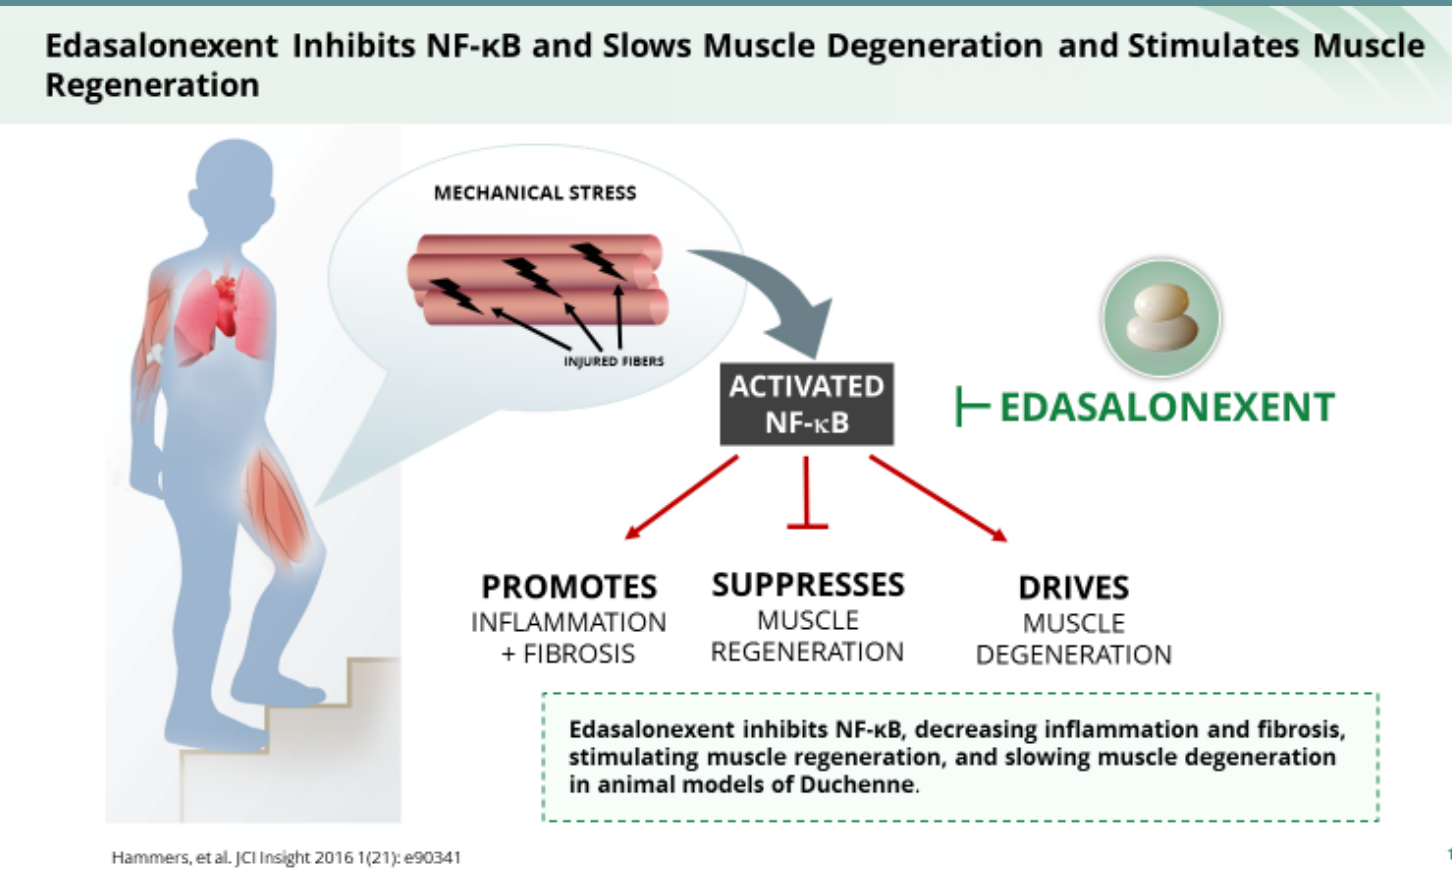 Edasalonexent Inhibits NF-κB and Slows Muscle Degeneration and Stimulates Muscle
Regeneration
MECHANICAL STRESS
INJURED FIBERS
ACTIVATED
NF-κB
EDASALONEXENT
PROMOTES
INFLAMMATION
+ FIBROSIS
SUPPRESSES
MUSCLE
REGENERATION
DRIVES
MUSCLE
DEGENERATION
Edasalonexent inhibits NF-κB, decreasing inflammation and fibrosis,
stimulating muscle regeneration, and slowing muscle degeneration
in animal models of Duchenne.
Hammers, et al. JCI Insight 2016 1(21): e90341